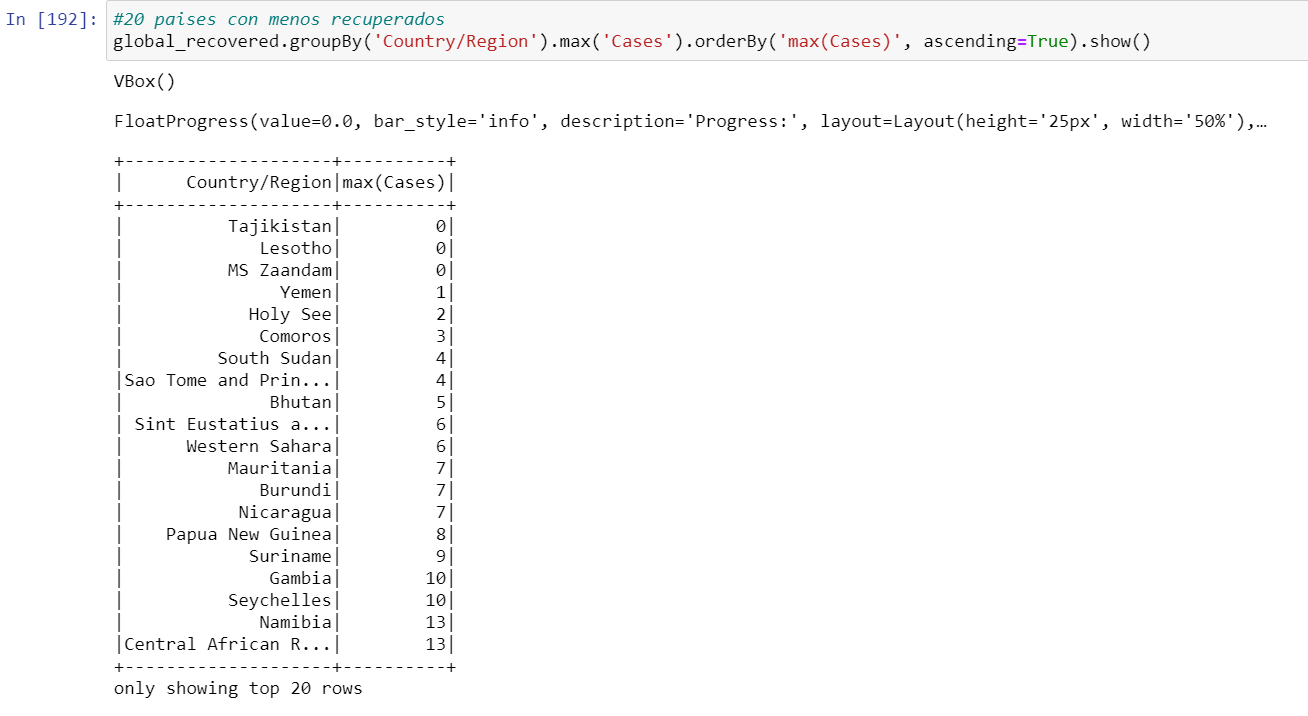 In [192]: #20 paises con menos recuperados
global_recovered.groupBy('Country/Region').max('Cases').orderBy('max(Cases)', ascending=True).show()
VBox()
FloatProgress(value=0.0, bar_style='info', description='Progress:', layout=Layout(height='25px', width='50%'),…
+--------------------+----------+
|      Country/Region|max(Cases)|
+--------------------+----------+
|          Tajikistan|         0|
|             Lesotho|         0|
|          MS Zaandam|         0|
|               Yemen|         1|
|            Holy See|         2|
|             Comoros|         3|
|         South Sudan|         4|
|Sao Tome and Prin...|         4|
|              Bhutan|         5|
| Sint Eustatius a...|         6|
|      Western Sahara|         6|
|          Mauritania|         7|
|             Burundi|         7|
|           Nicaragua|         7|
|    Papua New Guinea|         8|
|            Suriname|         9|
|              Gambia|        10|
|          Seychelles|        10|
|             Namibia|        13|
|Central African R...|        13|
+--------------------+----------+
only showing top 20 rows